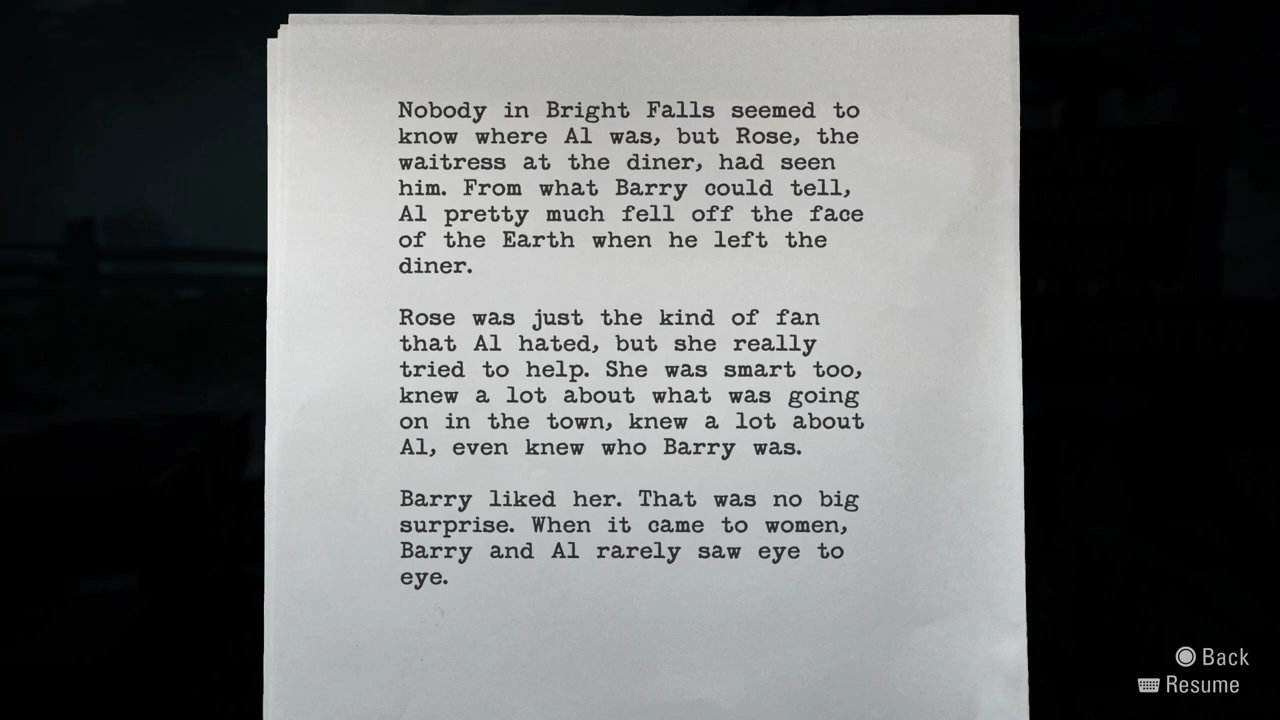 Nobody in Bright Falls seemed to
know where Al was, but Rose, the
waitress at the diner, had seen
him. From what Barry could tell,
Al pretty much fell off the face
of the Earth when he left the
diner.
Rose was just the kind of fan
that Al hated, but she really
tried to help. She was smart too,
knew a lot about what was going
on in the town, knew a lot about
Al, even knew who Barry was.
Barry liked her. That was no big
surprise. When it came to women,
Barry and Al rarely saw eye to
eye.
Back
Resume